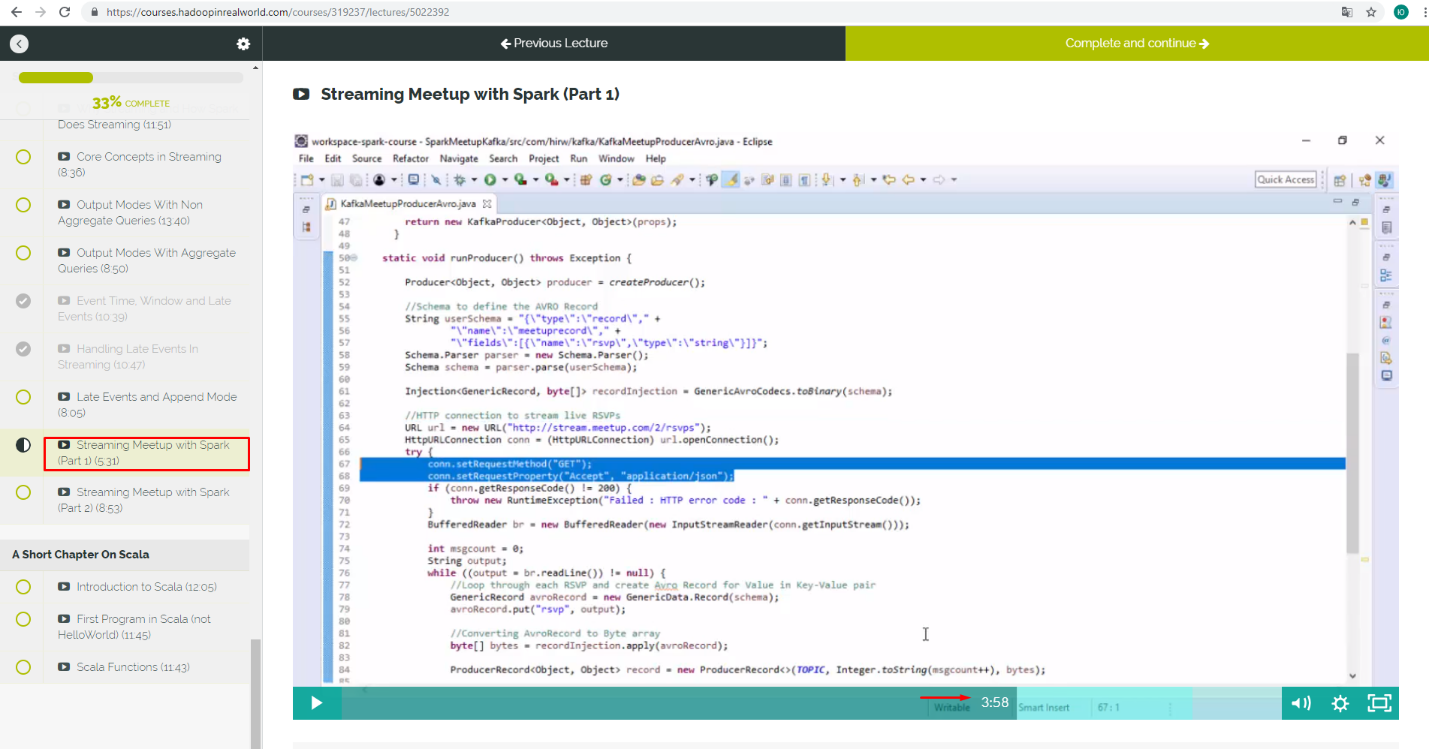 https://courses.hadoopinrealworld.com/courses/319237/lectures/5022392
IO
Previous Lecture
Complete and continue
33% COMPLETE
Does Streaming (11:51)
Core Concepts in Streaming
(8:36)
Output Modes With Non
Aggregate Queries (13:40)
Output Modes With Aggregate
Queries (8:50)
Event Time, Window and Late
Events (10:39)
Handling Late Events In
Streaming (10:47)
Late Events and Append Mode
(8:05)
Streaming Meetup with Spark
(Part 1) (5:31)
Streaming Meetup with Spark
(Part 2) (8:53)
A Short Chapter On Scala
Introduction to Scala (12:05)
First Program in Scala (not
HelloWorld) (11:45)
Scala Functions (11:43)
Streaming Meetup with Spark (Part 1)
workspace-spark-course - SparkMeetupKafka/src/com/hirw/kafka/KafkaMeetupProducerAvro.java - Eclipse
File Edit Source Refactor Navigate Search Project Run Window Help
Quick Access
KafkaMeetupProducerAvro.java
47 return new KafkaProducer<Object, Object>(props);
48 }
49
50 static void runProducer() throws Exception {
51
52 Producer<Object, Object> producer = createProducer();
53
54 //Schema to define the AVRO Record
55 String userSchema = "{\"type\":\"record\"," +
56 "\"name\":\"meetuprecord\"," +
57 "\"fields\":[{\"name\":\"rsvp\",\"type\":\"string\"}]}";
58 Schema.Parser parser = new Schema.Parser();
59 Schema schema = parser.parse(userSchema);
60
61 Injection<GenericRecord, byte[]> recordInjection = GenericAvroCodecs.toBinary(schema);
62
63 //HTTP connection to stream live RSVPs
64 URL url = new URL("http://stream.meetup.com/2/rsvps");
65 HttpURLConnection conn = (HttpURLConnection) url.openConnection();
66 try {
67 conn.setRequestMethod("GET");
68 conn.setRequestProperty("Accept", "application/json");
69 if (conn.getResponseCode() != 200) {
70 throw new RuntimeException("Failed : HTTP error code : " + conn.getResponseCode());
71 }
72 BufferedReader br = new BufferedReader(new InputStreamReader(conn.getInputStream()));
73
74 int msgcount = 0;
75 String output;
76 while ((output = br.readLine()) != null) {
77 //Loop through each RSVP and create Avro Record for Value in Key-Value pair
78 GenericRecord avroRecord = new GenericData.Record(schema);
79 avroRecord.put("rsvp", output);
80
81 //Converting AvroRecord to Byte array
82 byte[] bytes = recordInjection.apply(avroRecord);
83
84 ProducerRecord<Object, Object> record = new ProducerRecord<>(TOPIC, Integer.toString(msgcount++), bytes);
85
Writable 3:58 Smart Insert 67 : 1